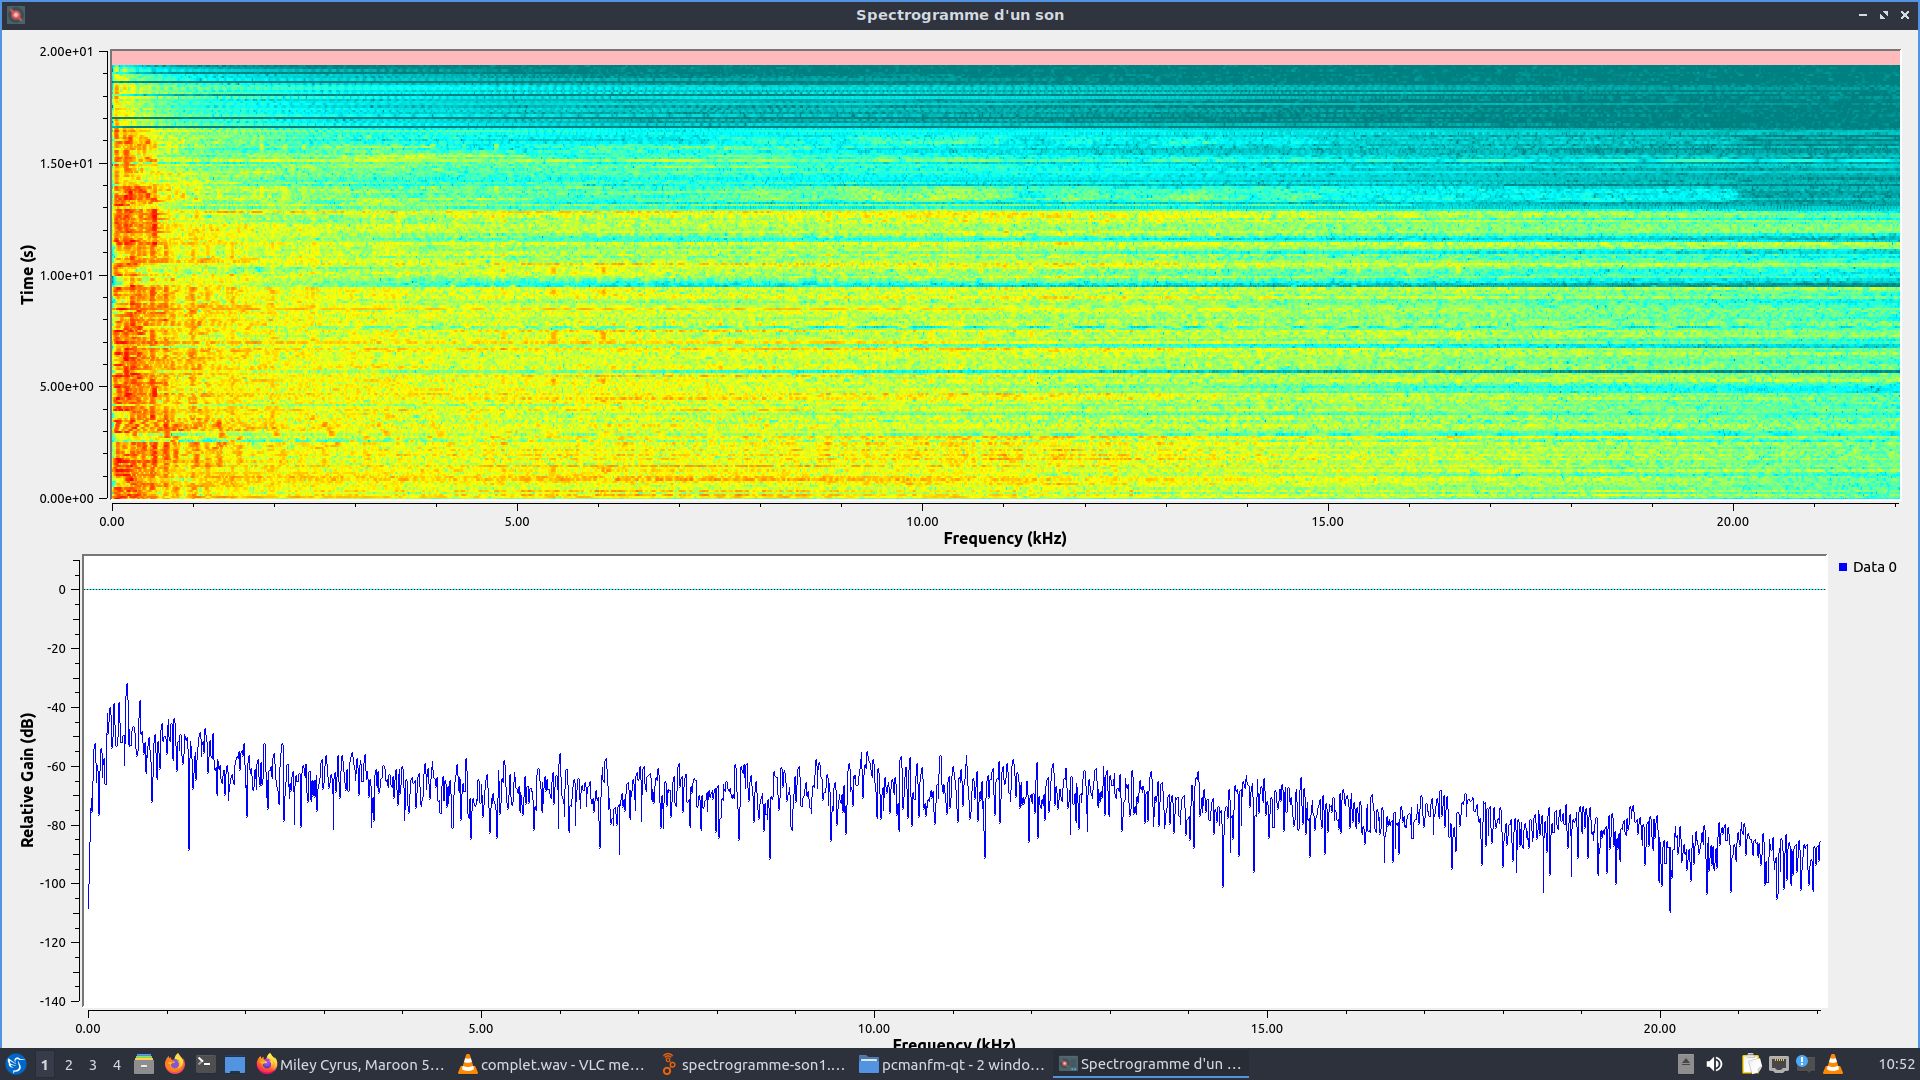 Spectrogramme d'un son
2.00e+01
1.50e+01
1.00e+01
5.00e+00
0.00e+00
Time (s)
0.00 5.00 10.00 15.00 20.00
Frequency (kHz)
Data 0
0
-20
-40
-60
-80
-100
-120
-140
Relative Gain (dB)
0.00 5.00 10.00 15.00 20.00
Frequency (kHz)
1 2 3 4 Miley Cyrus, Maroon 5... complet.wav - VLC me... spectrogramme-son1.... pcmanfm-qt - 2 windo... Spectrogramme d'un ... 10:52